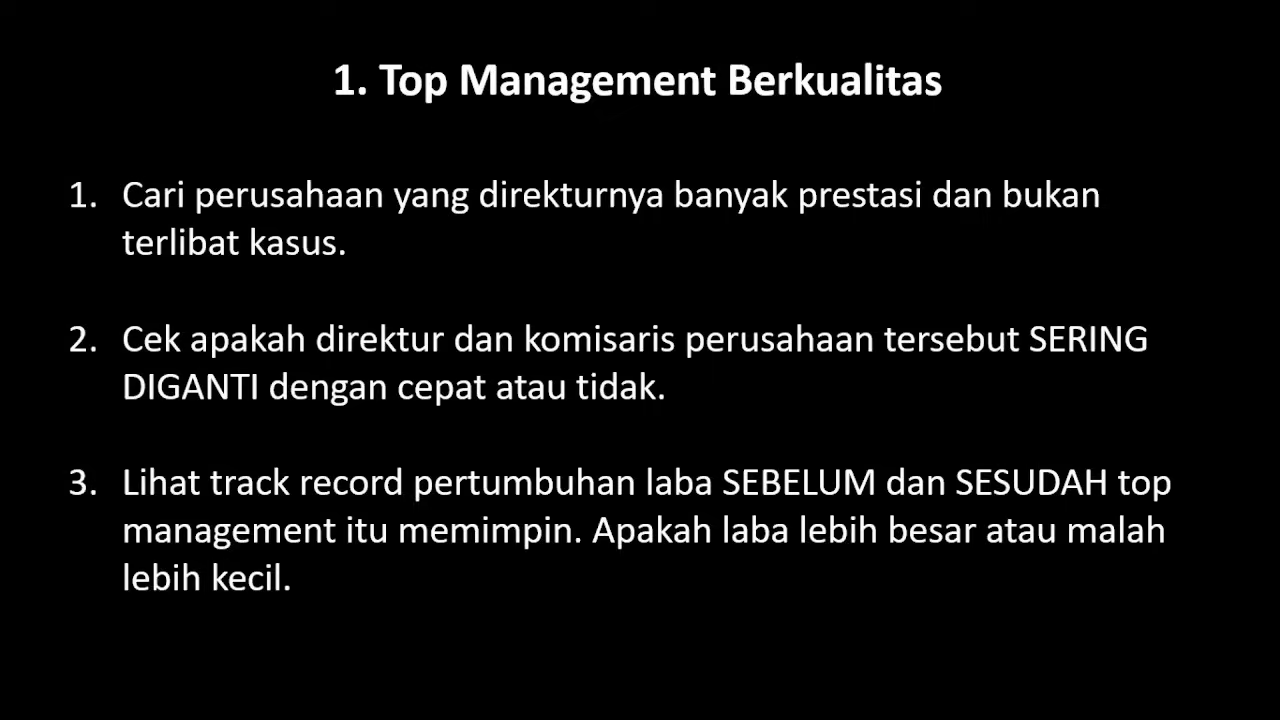 1. Top Management Berkualitas
1. Cari perusahaan yang direkturnya banyak prestasi dan bukan
terlibat kasus.
2. Cek apakah direktur dan komisaris perusahaan tersebut SERING
DIGANTI dengan cepat atau tidak.
3. Lihat track record pertumbuhan laba SEBELUM dan SESUDAH top
management itu memimpin. Apakah laba lebih besar atau malah
lebih kecil.